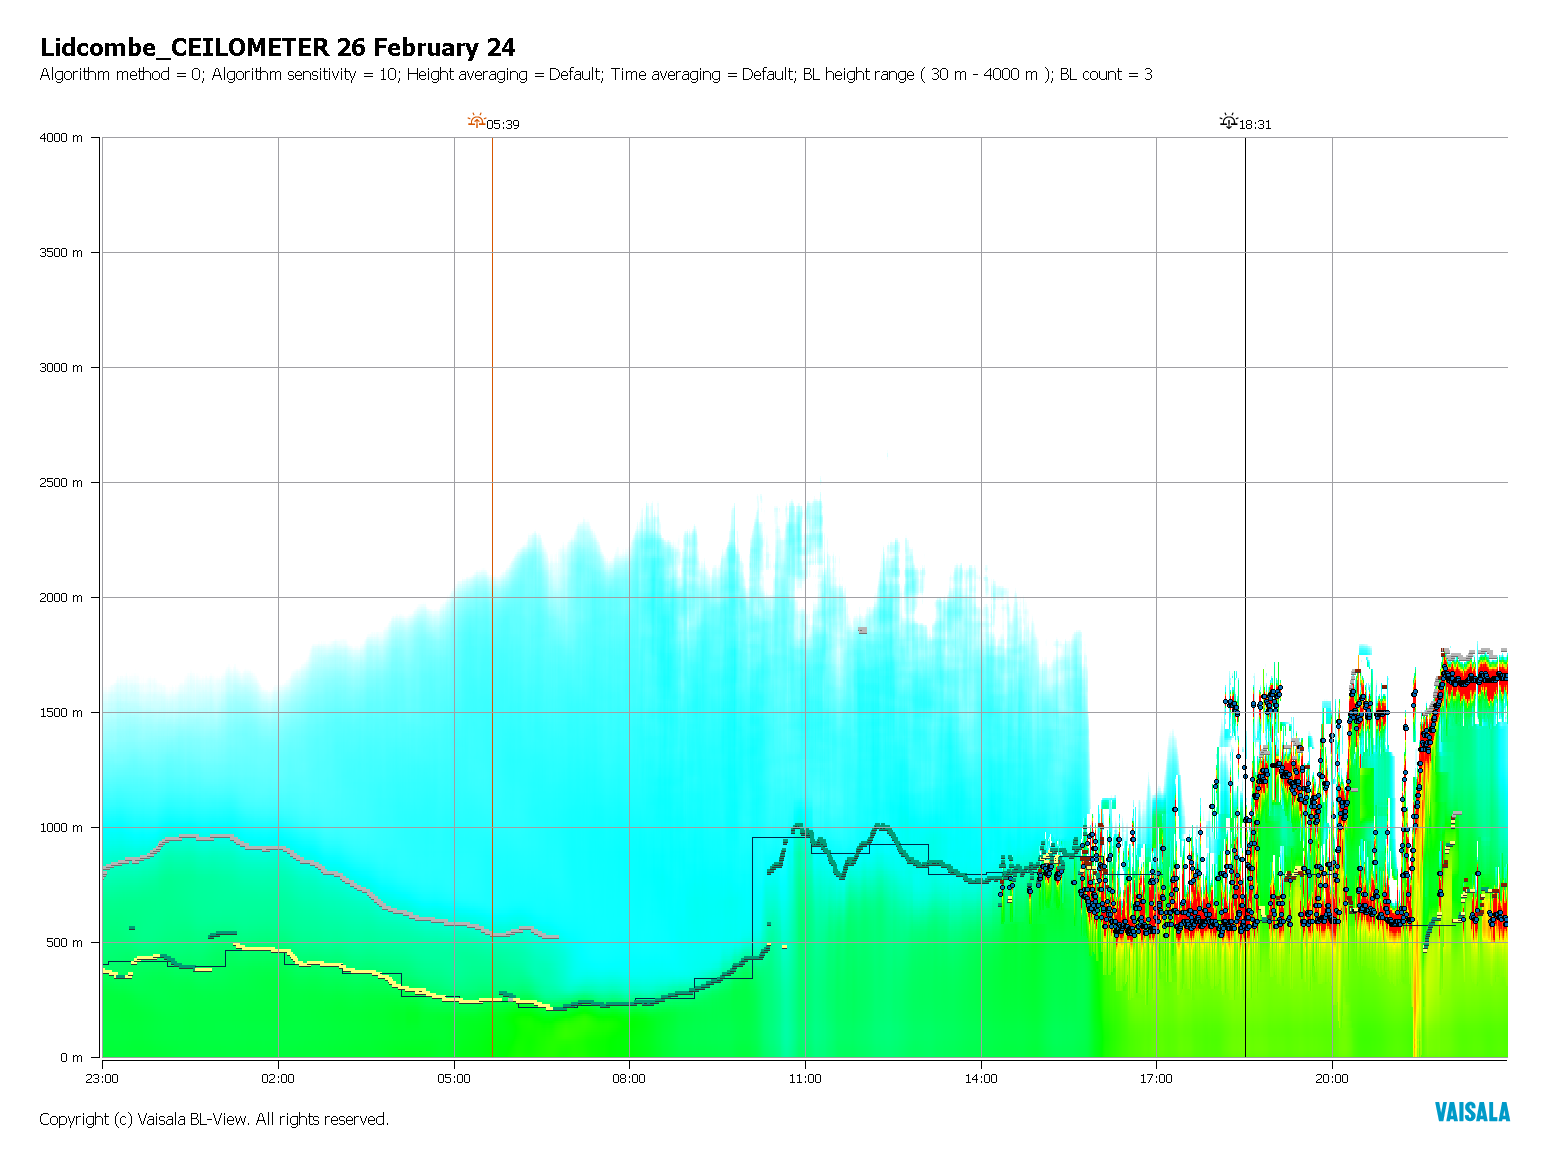 Lidcombe_CEILOMETER 26 February 24
Algorithm method = 0; Algorithm sensitivity = 10; Height averaging = Default; Time averaging = Default; BL height range ( 30 m - 4000 m ); BL count = 3
05:39 18:31
4000 m
3500 m
3000 m
2500 m
2000 m
1500 m
1000 m
500 m
0 m
23:00 02:00 05:00 08:00 11:00 14:00 17:00 20:00
Copyright (c) Vaisala BL-View. All rights reserved.
VAISALA